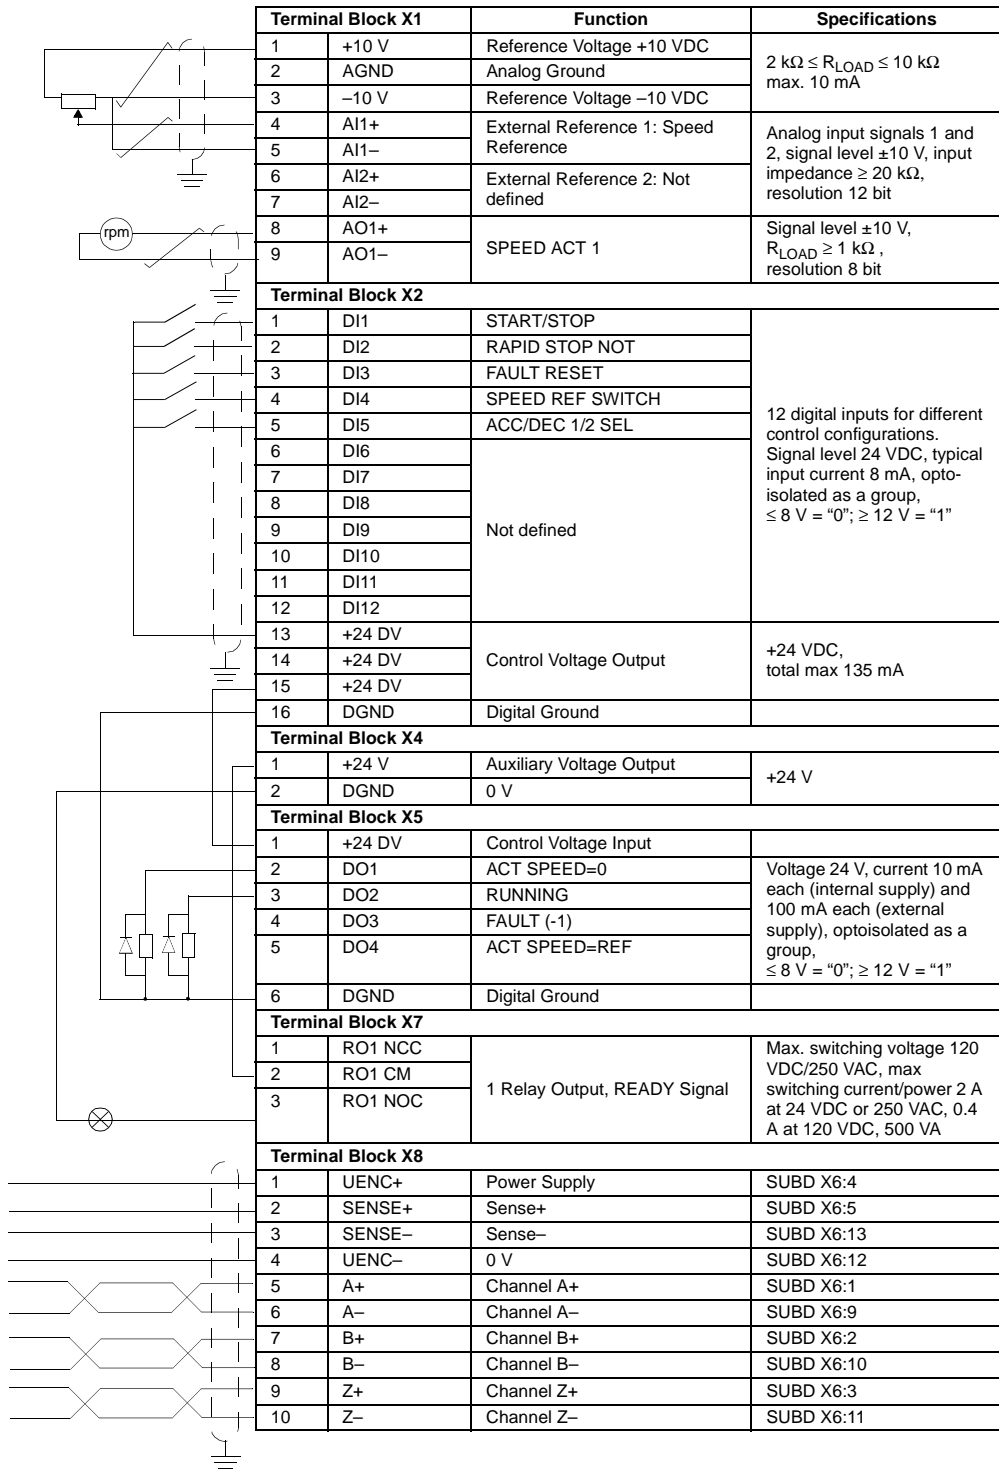 Terminal Block X1 Function Specifications
1 +10 V Reference Voltage +10 VDC
2 kΩ ≤ RLOAD ≤ 10 kΩ
max. 10 mA
2 AGND Analog Ground
3 –10 V Reference Voltage –10 VDC
4 AI1+ External Reference 1: Speed
Reference
Analog input signals 1 and
2, signal level ±10 V, input
impedance ≥ 20 kΩ,
resolution 12 bit
5 AI1–
6 AI2+ External Reference 2: Not
defined
7 AI2–
rpm
8 AO1+ SPEED ACT 1
Signal level ±10 V,
RLOAD ≥ 1 kΩ ,
resolution 8 bit
9 AO1–
Terminal Block X2
1 DI1 START/STOP
12 digital inputs for different
control configurations.
Signal level 24 VDC, typical
input current 8 mA, opto-
isolated as a group,
≤ 8 V = “0”; ≥ 12 V = “1”
2 DI2 RAPID STOP NOT
3 DI3 FAULT RESET
4 DI4 SPEED REF SWITCH
5 DI5 ACC/DEC 1/2 SEL
6 DI6 Not defined
7 DI7
8 DI8
9 DI9
10 DI10
11 DI11
12 DI12
13 +24 DV Control Voltage Output
+24 VDC,
total max 135 mA
14 +24 DV
15 +24 DV
16 DGND Digital Ground
Terminal Block X4
1 +24 V Auxiliary Voltage Output +24 V
2 DGND 0 V
Terminal Block X5
1 +24 DV Control Voltage Input
2 DO1 ACT SPEED=0
Voltage 24 V, current 10 mA
each (internal supply) and
100 mA each (external
supply), optoisolated as a
group,
≤ 8 V = “0”; ≥ 12 V = “1”
3 DO2 RUNNING
4 DO3 FAULT (-1)
5 DO4 ACT SPEED=REF
6 DGND Digital Ground
Terminal Block X7
1 RO1 NCC 1 Relay Output, READY Signal
Max. switching voltage 120
VDC/250 VAC, max
switching current/power 2 A
at 24 VDC or 250 VAC, 0.4
A at 120 VDC, 500 VA
2 RO1 CM
3 RO1 NOC
Terminal Block X8
1 UENC+ Power Supply SUBD X6:4
2 SENSE+ Sense+ SUBD X6:5
3 SENSE– Sense– SUBD X6:13
4 UENC– 0 V SUBD X6:12
5 A+ Channel A+ SUBD X6:1
6 A– Channel A– SUBD X6:9
7 B+ Channel B+ SUBD X6:2
8 B– Channel B– SUBD X6:10
9 Z+ Channel Z+ SUBD X6:3
10 Z– Channel Z– SUBD X6:11